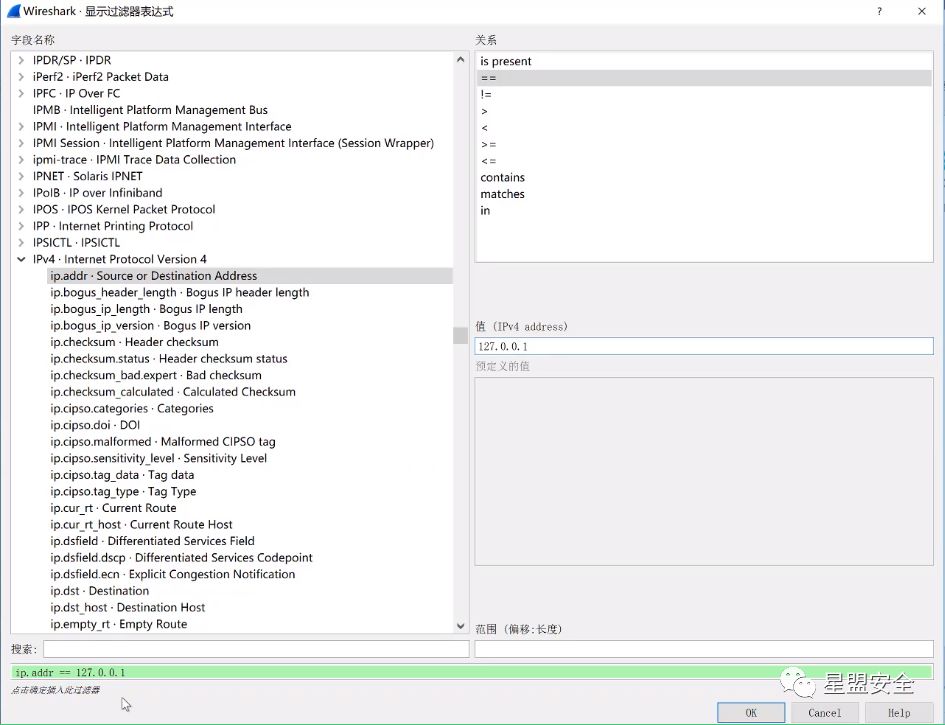 Wireshark · 显示过滤器表达式
字段名称
IPDR/SP · IPDR
iPerf2 · iPerf2 Packet Data
IPFC · IP Over FC
IPMB · Intelligent Platform Management Bus
IPMI · Intelligent Platform Management Interface
IPMI Session · Intelligent Platform Management Interface (Session Wrapper)
ipmi-trace · IPMI Trace Data Collection
IPNET · Solaris IPNET
IPoIB · IP over Infiniband
IPOS · IPOS Kernel Packet Protocol
IPP · Internet Printing Protocol
IPSICTL · IPSICTL
IPv4 · Internet Protocol Version 4
ip.addr · Source or Destination Address
ip.bogus_header_length · Bogus IP header length
ip.bogus_ip_length · Bogus IP length
ip.bogus_ip_version · Bogus IP version
ip.checksum · Header checksum
ip.checksum.status · Header checksum status
ip.checksum_bad.expert · Bad checksum
ip.checksum_calculated · Calculated Checksum
ip.cipso.categories · Categories
ip.cipso.doi · DOI
ip.cipso.malformed · Malformed CIPSO tag
ip.cipso.sensitivity_level · Sensitivity Level
ip.cipso.tag_data · Tag data
ip.cipso.tag_type · Tag Type
ip.cur_rt · Current Route
ip.cur_rt_host · Current Route Host
ip.dsfield · Differentiated Services Field
ip.dsfield.dscp · Differentiated Services Codepoint
ip.dsfield.ecn · Explicit Congestion Notification
ip.dst · Destination
ip.dst_host · Destination Host
ip.empty_rt · Empty Route
关系
is present
==
!=
>
<
>=
<=
contains
matches
in
值 (IPv4 address)
127.0.0.1
预定义的值
范围 (偏移:长度)
搜索:
ip.addr == 127.0.0.1
点击确定插入此过滤器
星盟安全
OK
Cancel
Help